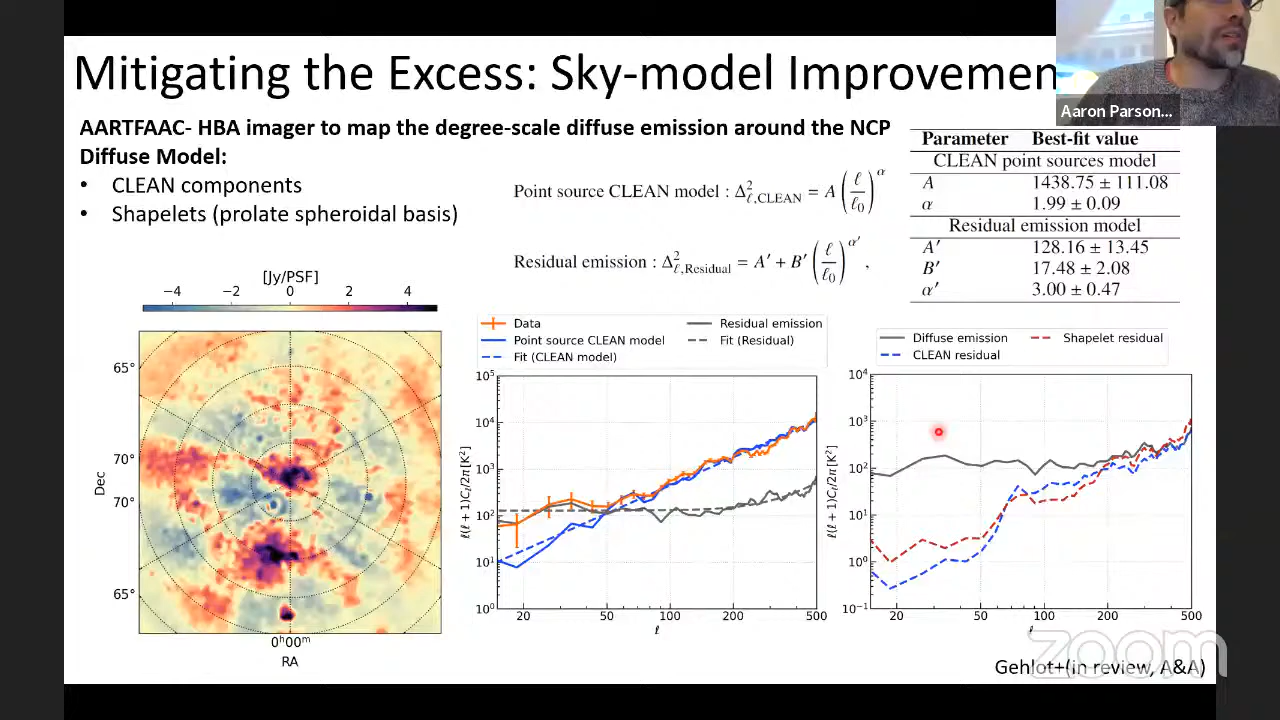 Mitigating the Excess: Sky-model Improvemen
Aaron Parson...
AARTFAAC- HBA imager to map the degree-scale diffuse emission around the NCP
Diffuse Model:
• CLEAN components
• Shapelets (prolate spheroidal basis)
Point source CLEAN model : Δ²ℓ,CLEAN = A (ℓ/ℓ₀)^α
Residual emission : Δ²ℓ,Residual = A′ + B′ (ℓ/ℓ₀)^α′ ,
Parameter Best-fit value
CLEAN point sources model
A 1438.75 ± 111.08
α 1.99 ± 0.09
Residual emission model
A′ 128.16 ± 13.45
B′ 17.48 ± 2.08
α′ 3.00 ± 0.47
[Jy/PSF]
−4 −2 0 2 4
65°
70°
70°
65°
Dec
0ʰ00ᵐ
RA
Data
Point source CLEAN model
Fit (CLEAN model)
Residual emission
Fit (Residual)
ℓ(ℓ + 1)Cℓ/2π [K²]
10⁵
10⁴
10³
10²
10¹
10⁰
20 50 100 200 500
ℓ
Diffuse emission
CLEAN residual
Shapelet residual
ℓ(ℓ + 1)Cℓ/2π [K²]
10⁴
10³
10²
10¹
10⁰
10⁻¹
20 50 100 200 500
ℓ
zoom
Gehlot+(in review, A&A)